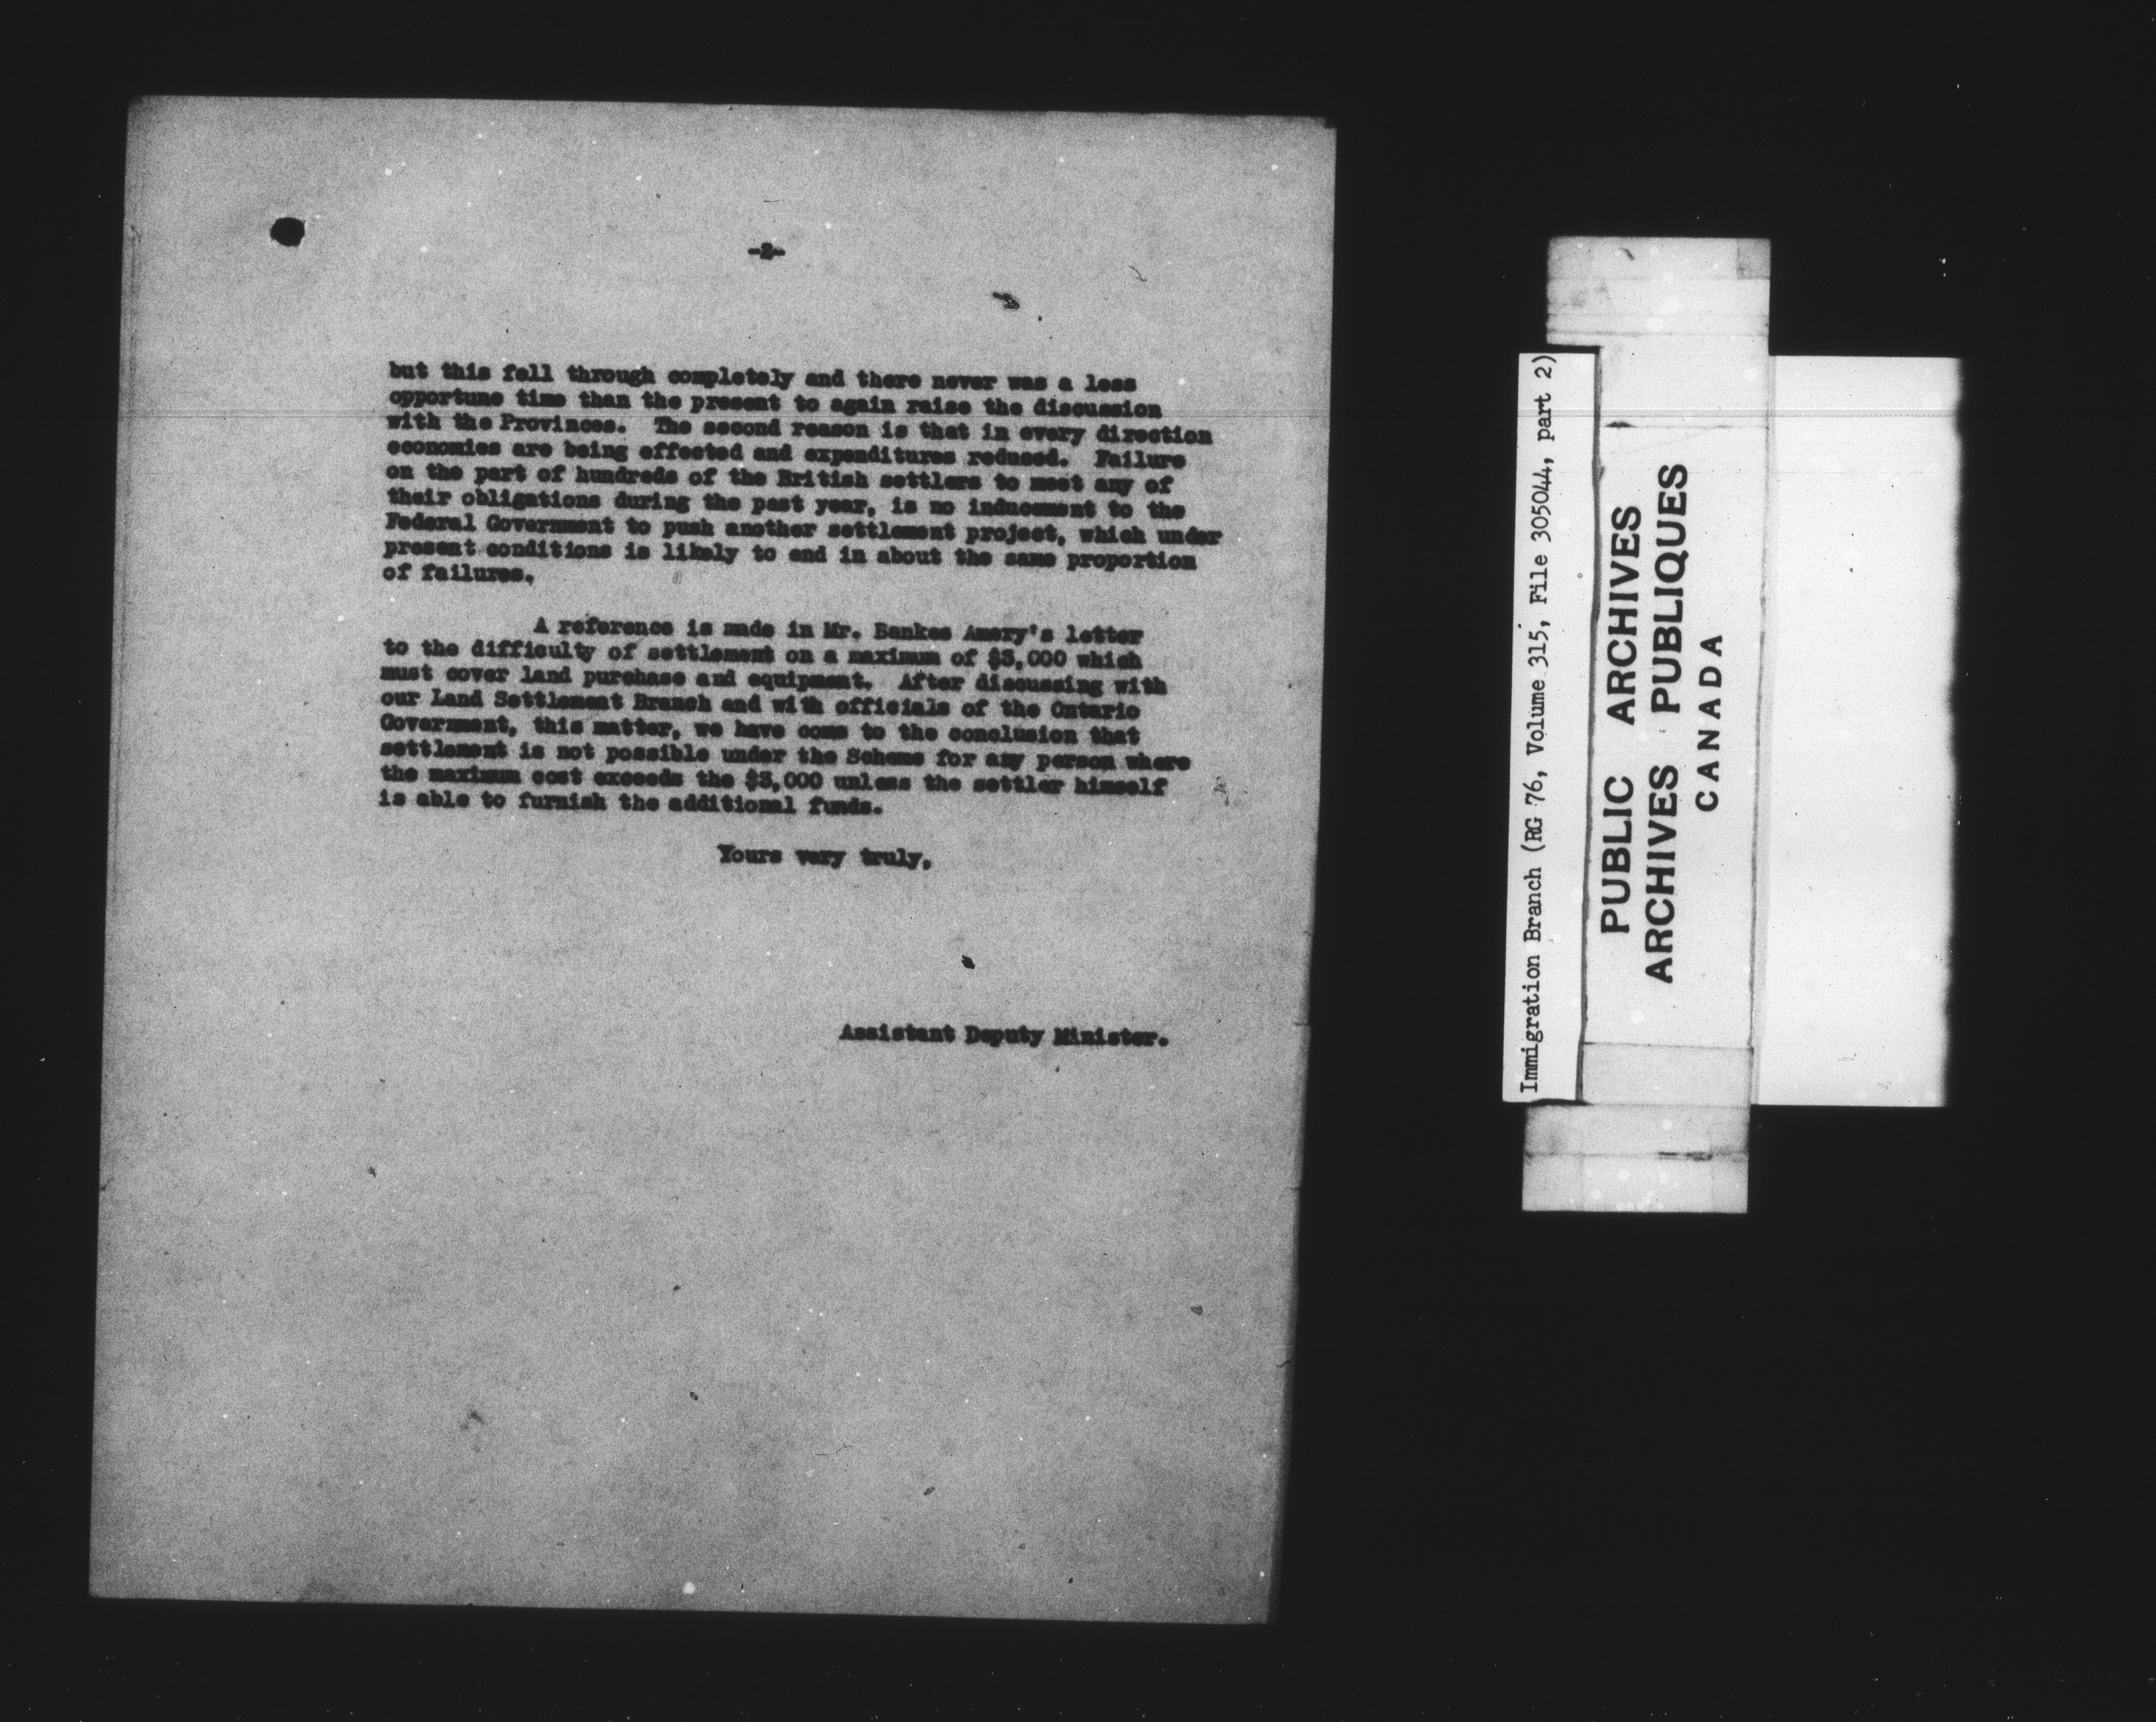 -2-
but this fell through completely and there never was a less
opportune time than the present to again raise the discussion
with the Provinces. The second reason is that in every direction
economies are being effected and expenditures reduced. Failure
on the part of hundreds of the British settlers to meet any of
their obligations during the past year, is no inducement to the
Federal Government to push another settlement project, which under
present conditions is likely to end in about the same proportion
of failures.
A reference is made in Mr. Bankes Amery's letter
to the difficulty of settlement on a maximum of $3,000 which
must cover land purchase and equipment. After discussing with
our Land Settlement Branch and with officials of the Ontario
Government, this matter, we have come to the conclusion that
settlement is not possible under the Scheme for any person where
the maximum cost exceeds the $3,000 unless the settler himself
is able to furnish the additional funds.
Yours very truly,
Assistant Deputy Minister.
Immigration Branch (RG 76, Volume 315, File 305044, part 2)
PUBLIC ARCHIVES
ARCHIVES PUBLIQUES
CANADA